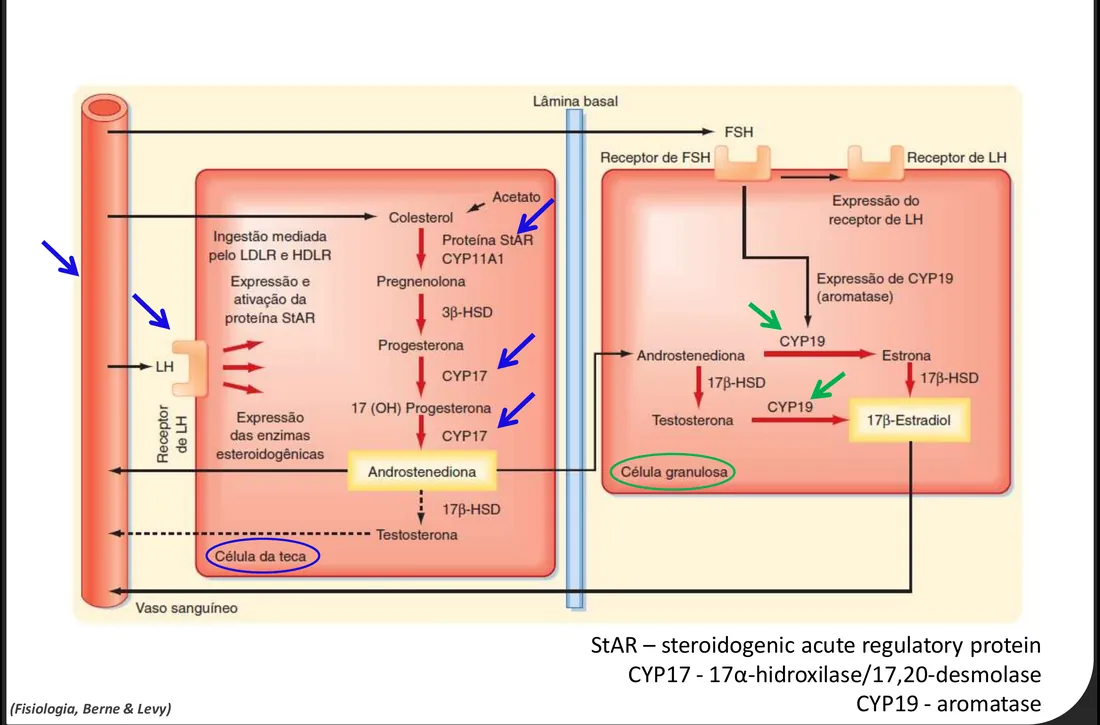 Lâmina basal
FSH
Receptor de FSH
Receptor de LH
Expressão do
receptor de LH
Acetato
Colesterol
Ingestão mediada
pelo LDLR e HDLR
Proteína StAR
CYP11A1
Expressão e
ativação da
proteína StAR
Pregnenolona
3β-HSD
Progesterona
LH
Receptor
de LH
CYP17
17 (OH) Progesterona
Expressão
das enzimas
esteroidogênicas
CYP17
Androstenediona
17β-HSD
Testosterona
Célula da teca
Vaso sanguíneo
Expressão de CYP19
(aromatase)
CYP19
Androstenediona
Estrona
17β-HSD
17β-HSD
CYP19
Testosterona
17β-Estradiol
Célula granulosa
StAR – steroidogenic acute regulatory protein
CYP17 - 17α-hidroxilase/17,20-desmolase
CYP19 - aromatase
(Fisiologia, Berne & Levy)